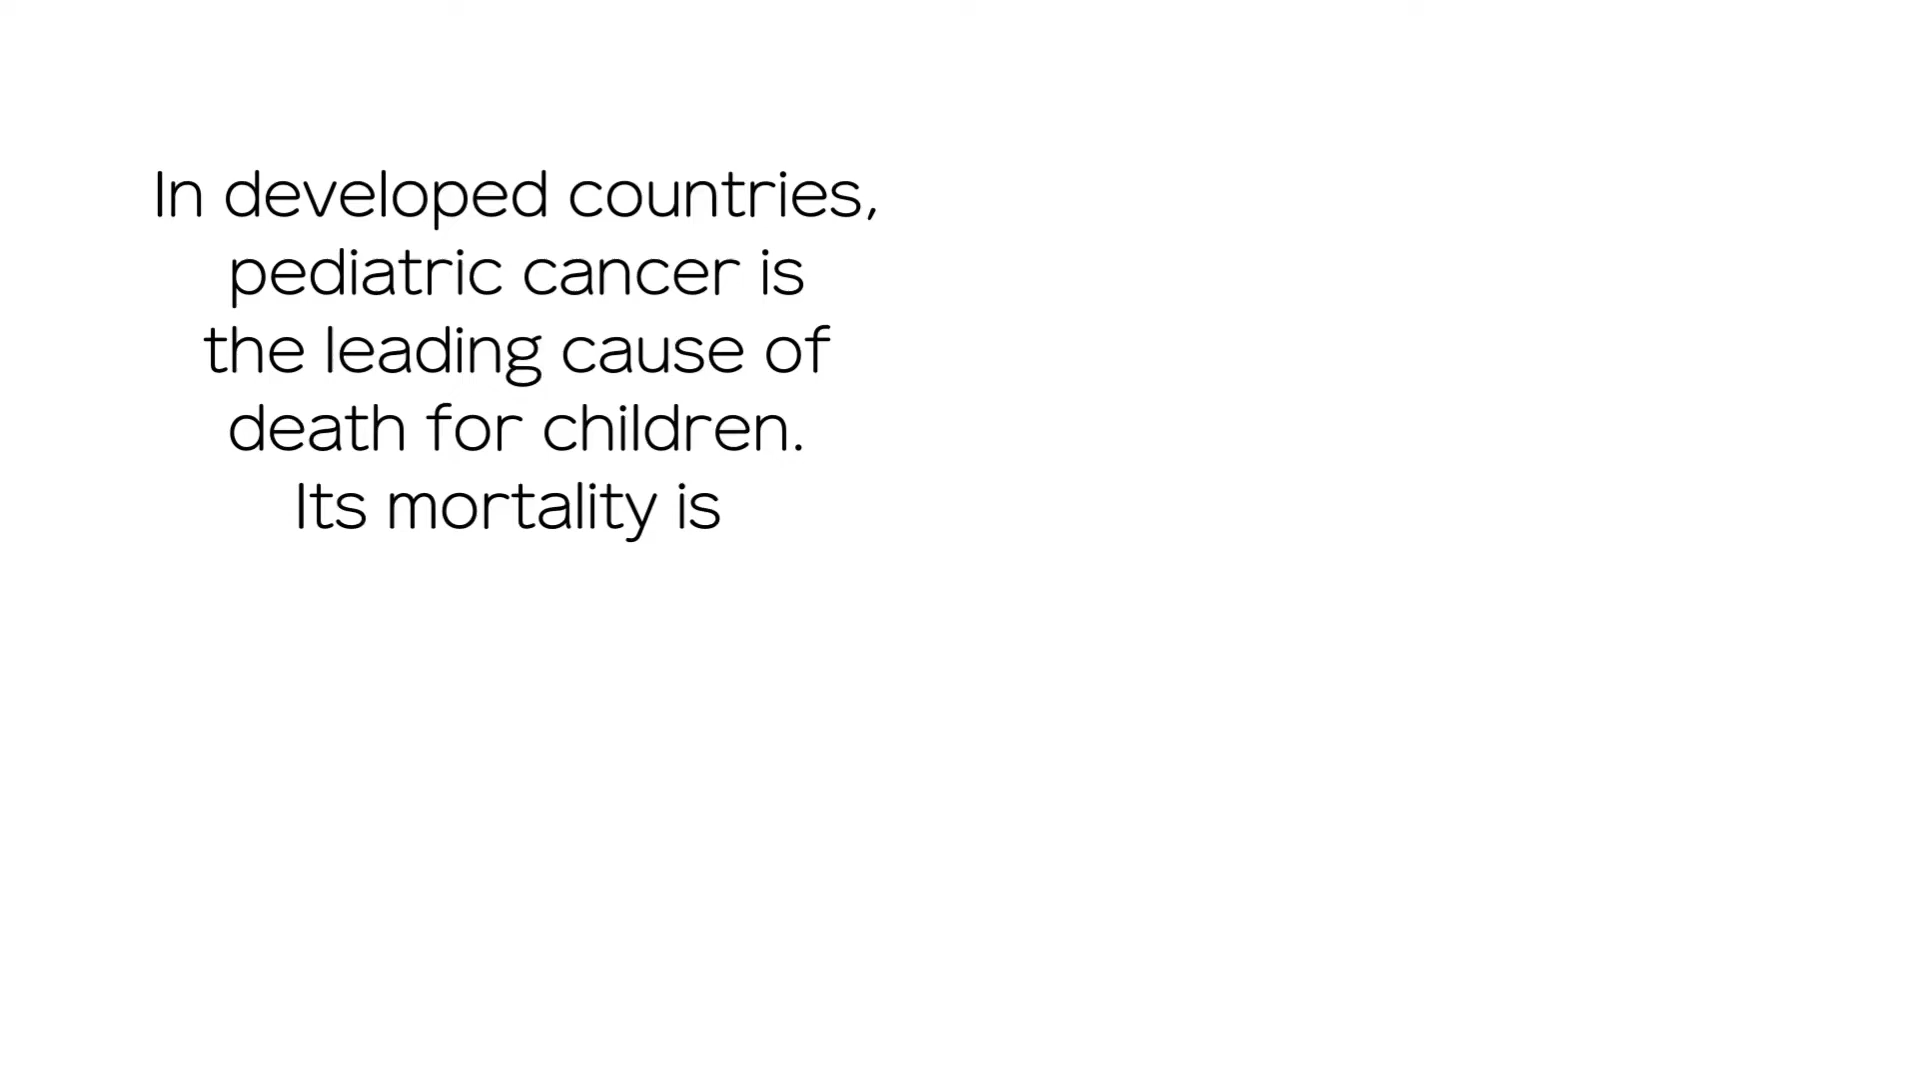 In developed countries,
pediatric cancer is
the leading cause of
death for children.
Its mortality is